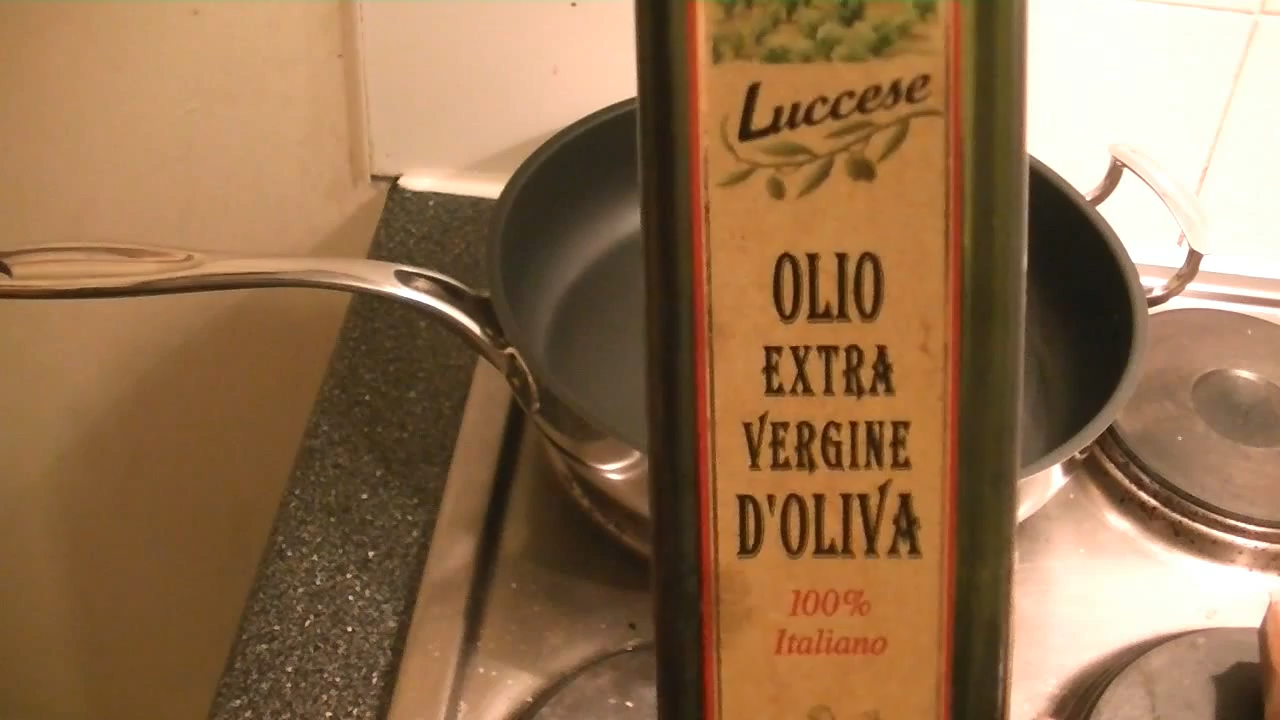 Luccese
OLIO
EXTRA
VERGINE
D'OLIVA
100%
Italiano